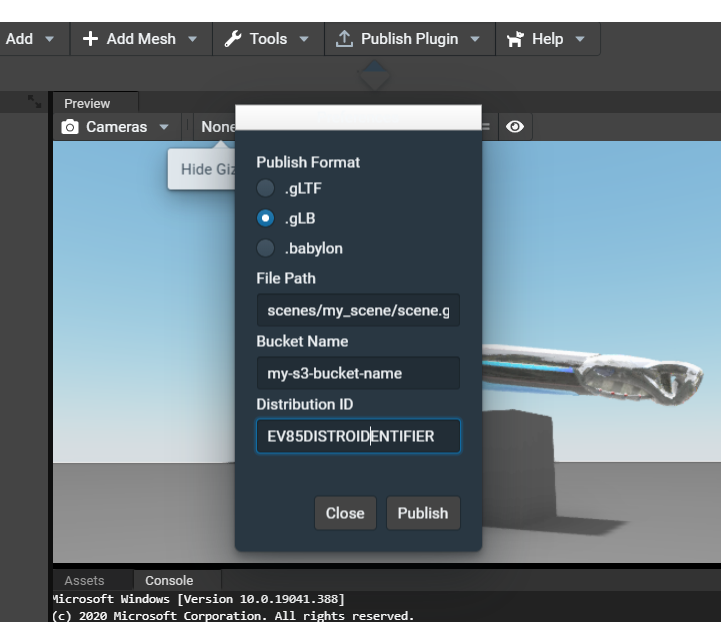 Add Add Mesh Tools Publish Plugin Help
Preview
Cameras None
Hide Giz
Publish Format
.gLTF
.gLB
.babylon
File Path
scenes/my_scene/scene.g
Bucket Name
my-s3-bucket-name
Distribution ID
EV85DISTROIDENTIFIER
Close Publish
Assets Console
Microsoft Windows [Version 10.0.19041.388]
(c) 2020 Microsoft Corporation. All rights reserved.